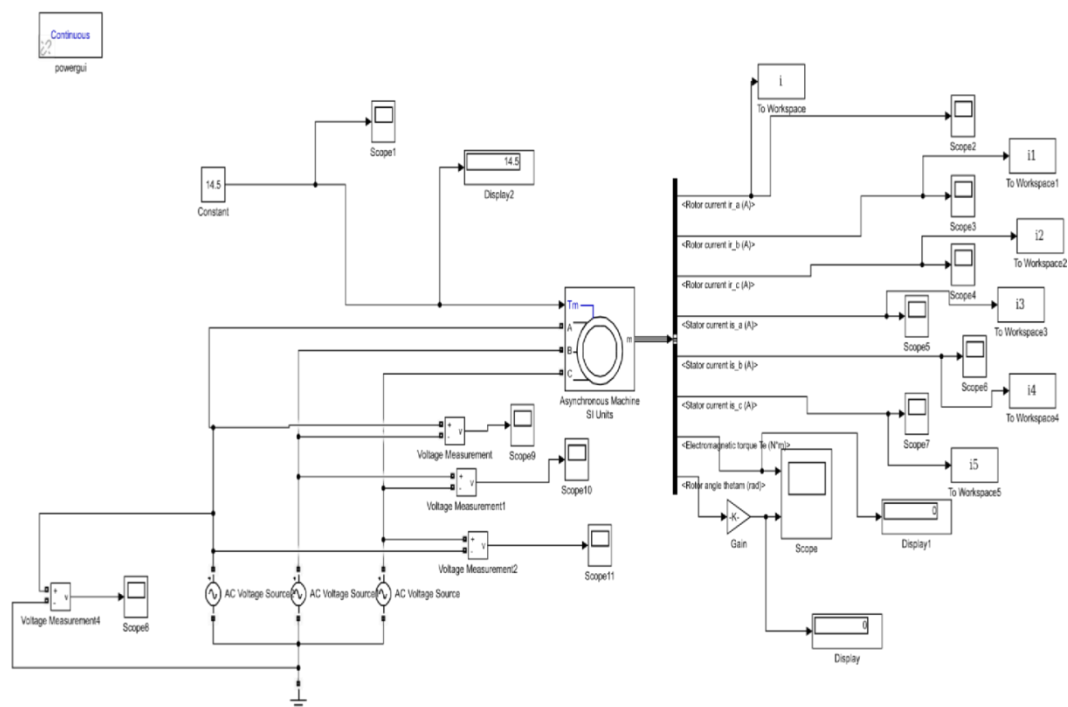 Continuous
powergui
i
To Workspace
Scope1
Scope2
14.5
Constant
14.5
Display2
i1
To Workspace1
<Rotor current ir_a (A)>
Scope3
i2
To Workspace2
<Rotor current ir_b (A)>
<Rotor current ir_c (A)>
Scope4
i3
To Workspace3
Tm
A
B
C
m
Asynchronous Machine
SI Units
<Stator current is_a (A)>
Scope5
<Stator current is_b (A)>
Scope6
i4
To Workspace4
<Stator current is_c (A)>
Scope7
<Electromagnetic torque Te (N*m)>
i5
To Workspace5
<Rotor angle thetam (rad)>
+
-
v
Voltage Measurement
Scope9
+
-
v
Voltage Measurement1
Scope10
-K-
Gain
Scope
0
Display1
+
-
v
Voltage Measurement2
Scope11
+
-
v
Voltage Measurement4
Scope8
+
AC Voltage Source
+
AC Voltage Source
+
AC Voltage Source
0
Display